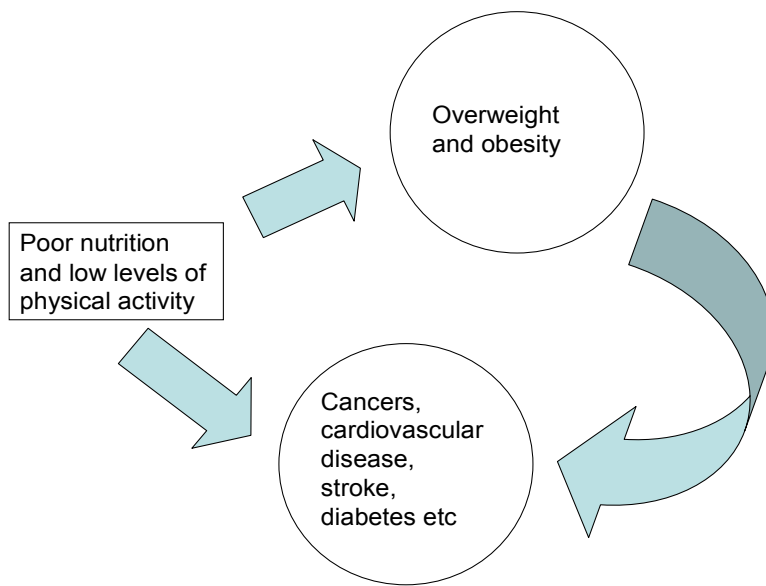 Overweight
and obesity
Poor nutrition
and low levels of
physical activity
Cancers,
cardiovascular
disease,
stroke,
diabetes etc